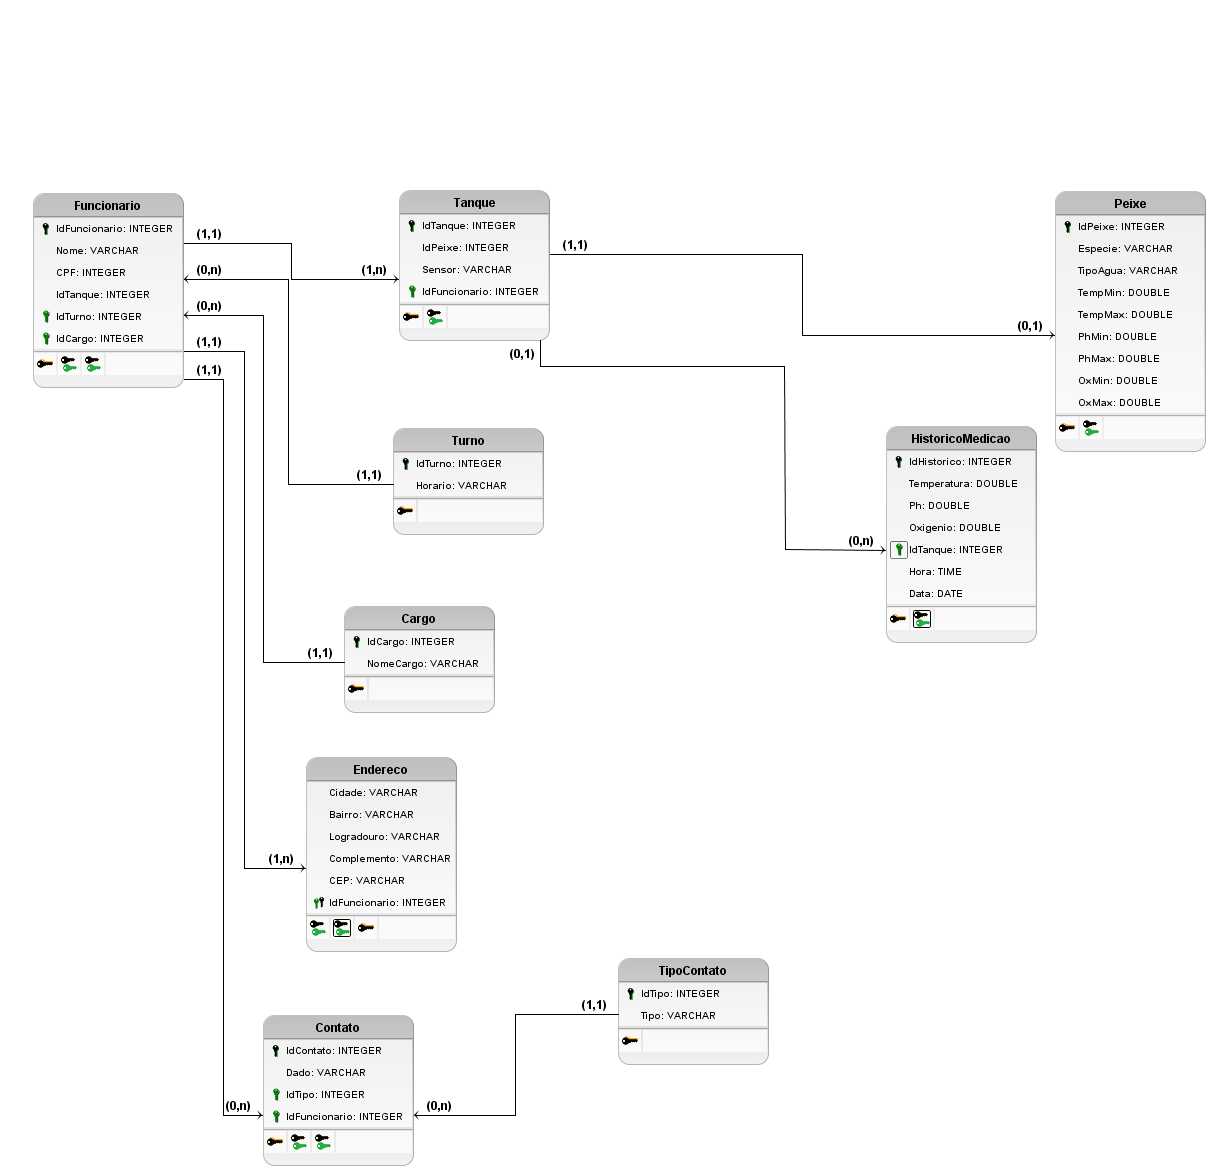 Funcionario
IdFuncionario: INTEGER
Nome: VARCHAR
CPF: INTEGER
IdTanque: INTEGER
IdTurno: INTEGER
IdCargo: INTEGER
(1,1)
(0,n)
(0,n)
(1,1)
(1,1)
(1,n)
Tanque
IdTanque: INTEGER
IdPeixe: INTEGER
Sensor: VARCHAR
IdFuncionario: INTEGER
(1,1)
(0,1)
(0,1)
Peixe
IdPeixe: INTEGER
Especie: VARCHAR
TipoAgua: VARCHAR
TempMin: DOUBLE
TempMax: DOUBLE
PhMin: DOUBLE
PhMax: DOUBLE
OxMin: DOUBLE
OxMax: DOUBLE
Turno
IdTurno: INTEGER
Horario: VARCHAR
(1,1)
HistoricoMedicao
IdHistorico: INTEGER
Temperatura: DOUBLE
Ph: DOUBLE
Oxigenio: DOUBLE
IdTanque: INTEGER
Hora: TIME
Data: DATE
(0,n)
Cargo
IdCargo: INTEGER
NomeCargo: VARCHAR
(1,1)
Endereco
Cidade: VARCHAR
Bairro: VARCHAR
Logradouro: VARCHAR
Complemento: VARCHAR
CEP: VARCHAR
IdFuncionario: INTEGER
(1,n)
TipoContato
IdTipo: INTEGER
Tipo: VARCHAR
(1,1)
Contato
IdContato: INTEGER
Dado: VARCHAR
IdTipo: INTEGER
IdFuncionario: INTEGER
(0,n)
(0,n)